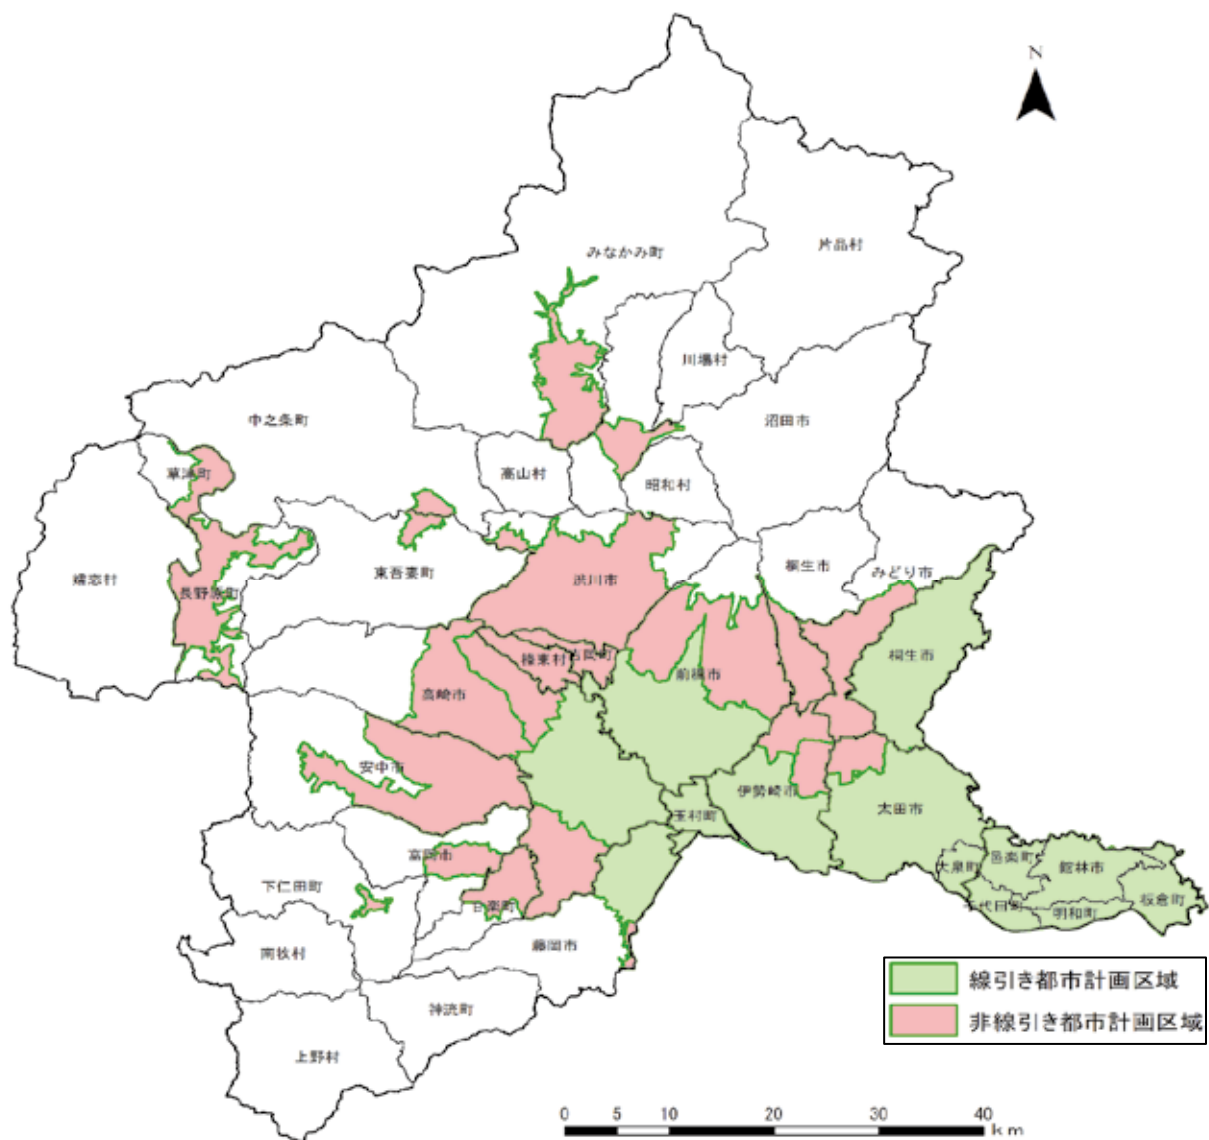 N
みなかみ町
片品村
川場村
中之条町
沼田市
草津町
高山村
昭和村
嬬恋村
東吾妻町
渋川市
桐生市
みどり市
長野原町
榛東村
吉岡町
前橋市
桐生市
高崎市
安中市
伊勢崎市
玉村町
太田市
富岡市
大泉町
邑楽町
館林市
下仁田町
甘楽町
千代田町
明和町
板倉町
南牧村
藤岡市
神流町
上野村
線引き都市計画区域
非線引き都市計画区域
0 5 10 20 30 40
km